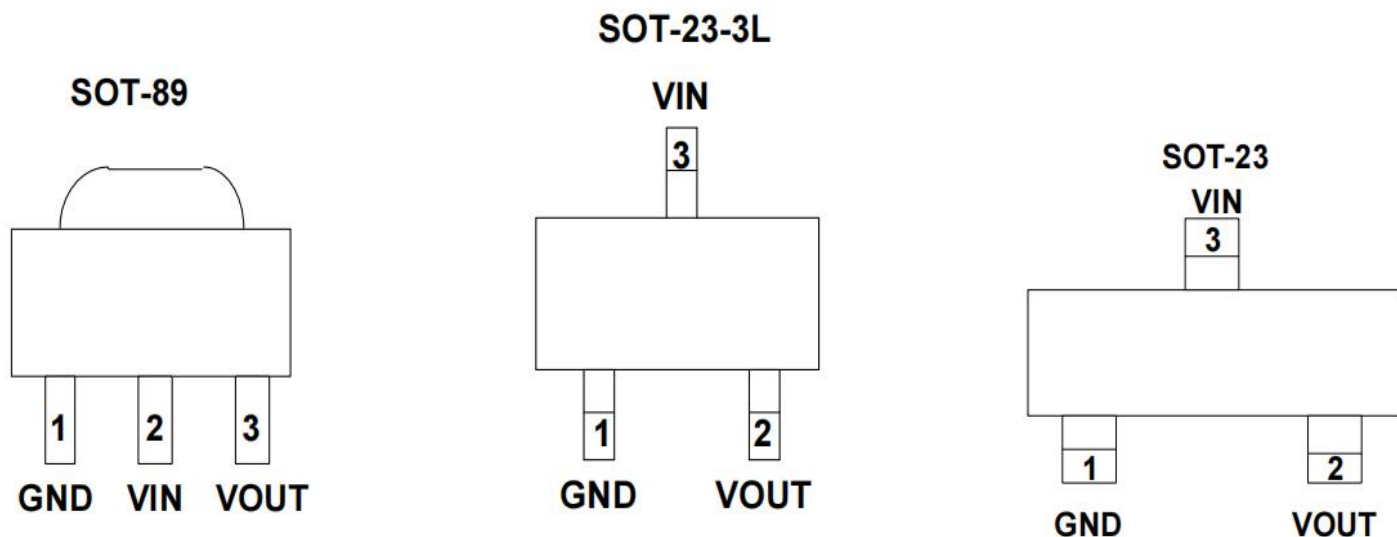 SOT-89
1 2 3
GND VIN VOUT
SOT-23-3L
VIN
3
1 2
GND VOUT
SOT-23
VIN
3
1 2
GND VOUT